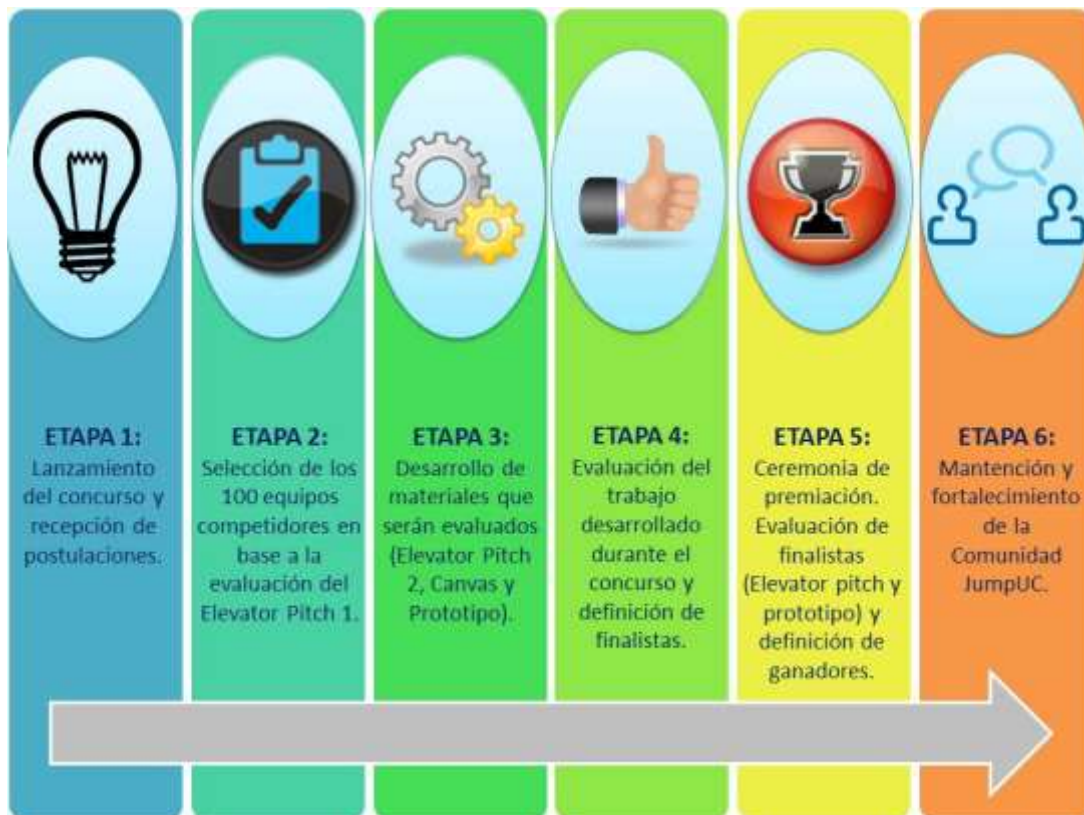 ETAPA 1:
Lanzamiento
del concurso y
recepción de
postulaciones.
ETAPA 2:
Selección de los
100 equipos
competidores en
base a la
evaluación del
Elevator Pitch 1.
ETAPA 3:
Desarrollo de
materiales que
serán evaluados
(Elevator Pitch
2, Canvas y
Prototipo).
ETAPA 4:
Evaluación del
trabajo
desarrollado
durante el
concurso y
definición de
finalistas.
ETAPA 5:
Ceremonia de
premiación.
Evaluación de
finalistas
(Elevator pitch y
prototipo) y
definición de
ganadores.
ETAPA 6:
Mantención y
fortalecimiento
de la
Comunidad
JumpUC.